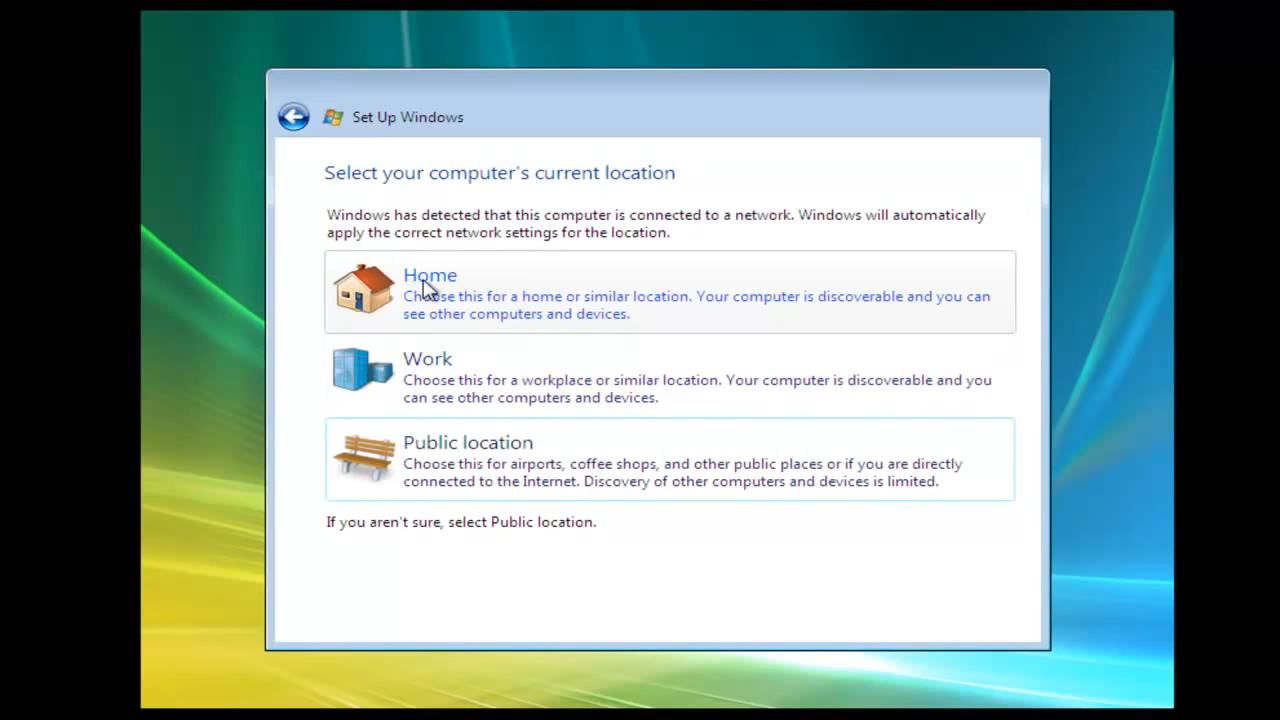 Set Up Windows
Select your computer's current location
Windows has detected that this computer is connected to a network. Windows will automatically
apply the correct network settings for the location.
Home
Choose this for a home or similar location. Your computer is discoverable and you can
see other computers and devices.
Work
Choose this for a workplace or similar location. Your computer is discoverable and you
can see other computers and devices.
Public location
Choose this for airports, coffee shops, and other public places or if you are directly
connected to the Internet. Discovery of other computers and devices is limited.
If you aren't sure, select Public location.